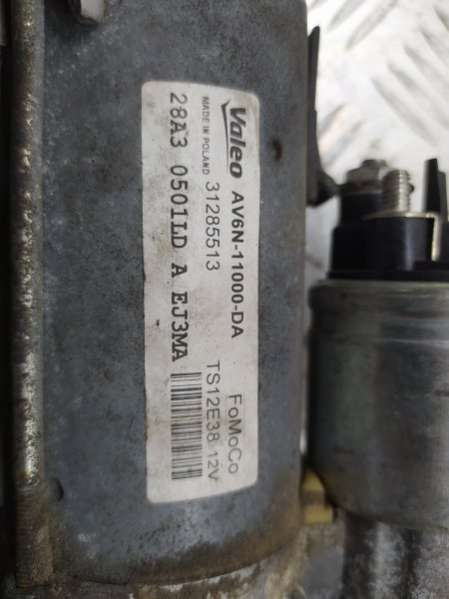 Valeo AV6N-11000-DA FoMoCo
MADE IN POLAND 31285513 TS12E38 12V
28A3 0501LD A EJ3MA